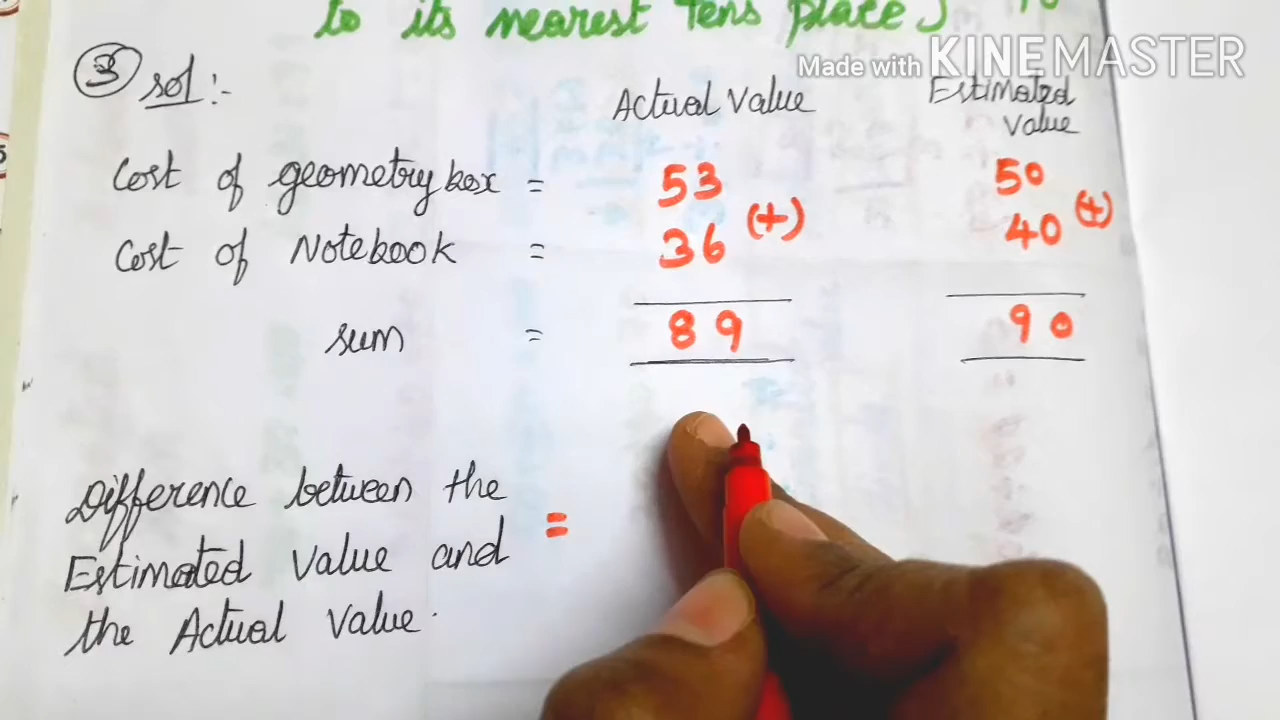 to its nearest Tens place
Made with KINEMASTER
3 Sol :-
Actual Value
Estimated
Value
Cost of geometry box = 53 50
Cost of Notebook = 36 (+) 40 (+)
Sum = 89 90
Difference between the
Estimated Value and =
the Actual Value.